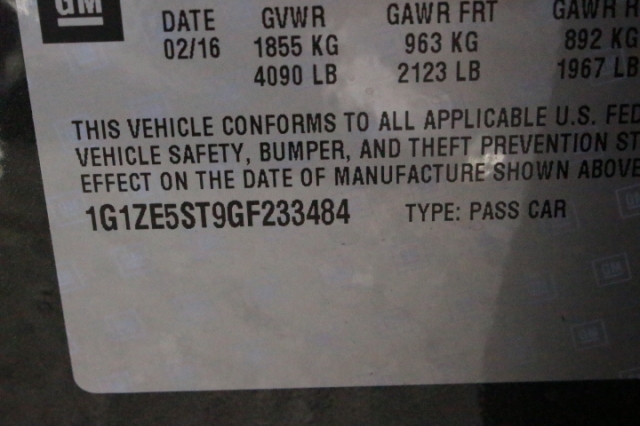 GM
DATE GVWR GAWR FRT GAWR
02/16 1855 KG 963 KG 892 KG
4090 LB 2123 LB 1967 LB
THIS VEHICLE CONFORMS TO ALL APPLICABLE U.S. FED
VEHICLE SAFETY, BUMPER, AND THEFT PREVENTION ST
EFFECT ON THE DATE OF MANUFACTURE SHOWN ABOVE
1G1ZE5ST9GF233484 TYPE: PASS CAR
GM
GM